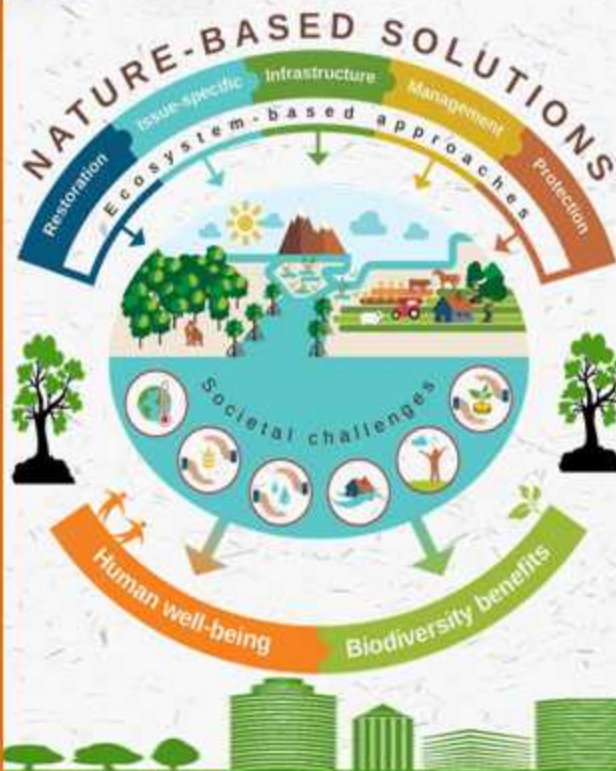 NATURE-BASED SOLUTIONS
Restoration
Issue-specific
Infrastructure
Management
Protection
Ecosystem-based approaches
Societal challenges
Human well-being
Biodiversity benefits